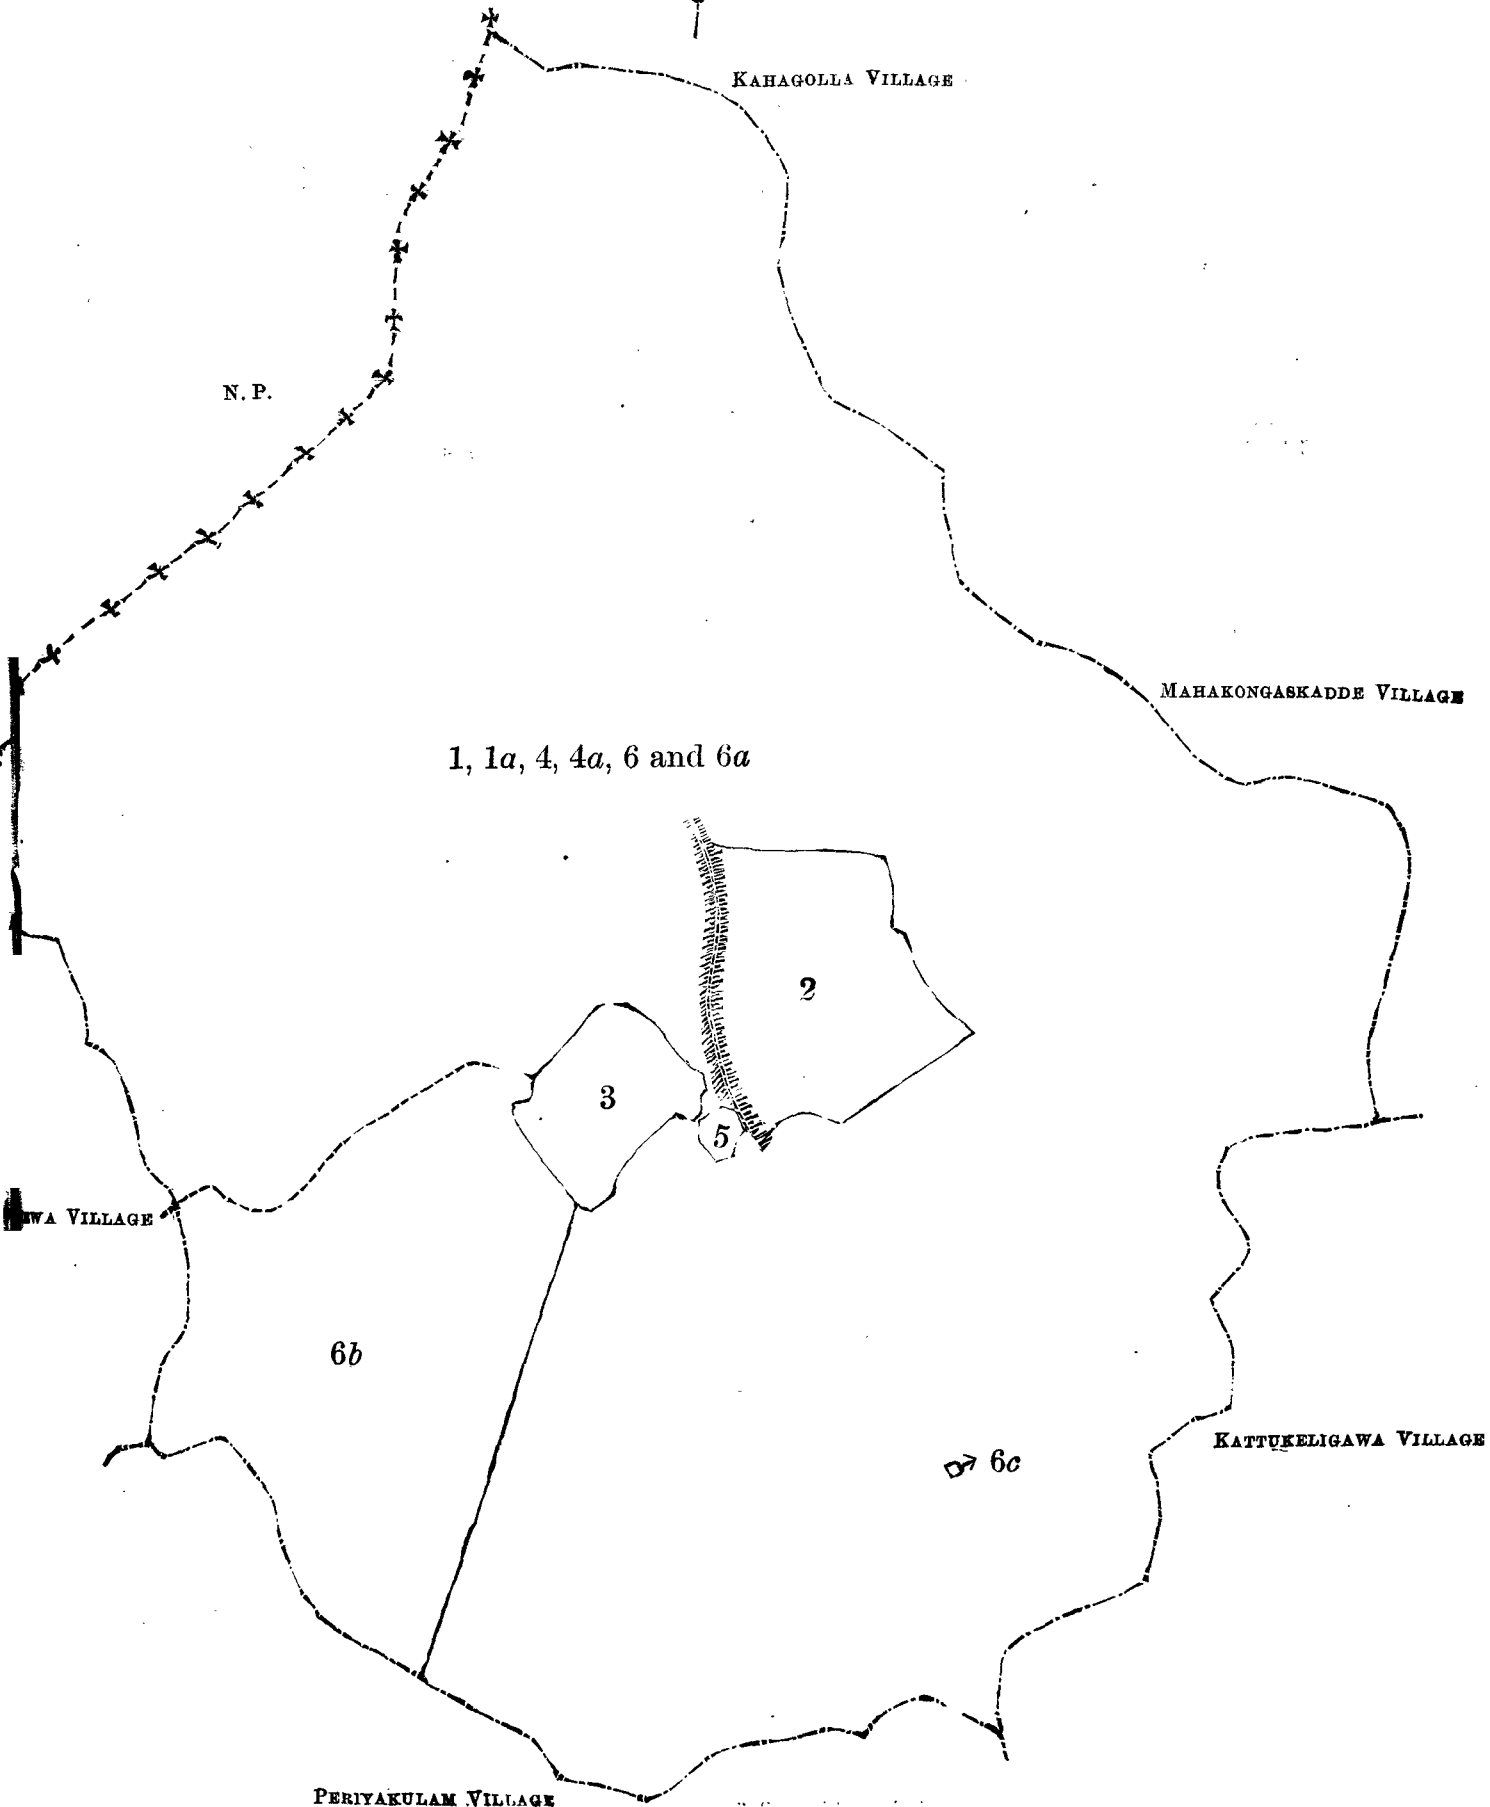 KAHAGOLLA VILLAGE
N. P.
MAHAKONGASKADDE VILLAGE
1, 1a, 4, 4a, 6 and 6a
2
3
5
VILLAGE
6b
KATTUKELIGAWA VILLAGE
6c
PERIYAKULAM VILLAGE